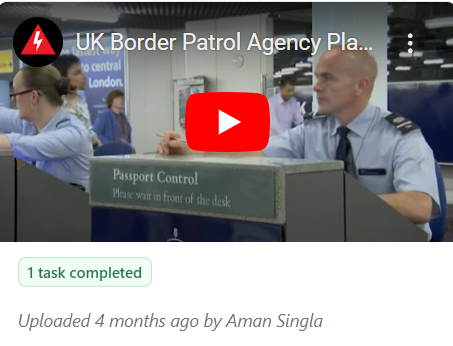 UK Border Patrol Agency Pla...
Way
to central
London.
Passport Control
Please wait in front of the desk
1 task completed
Uploaded 4 months ago by Aman Singla